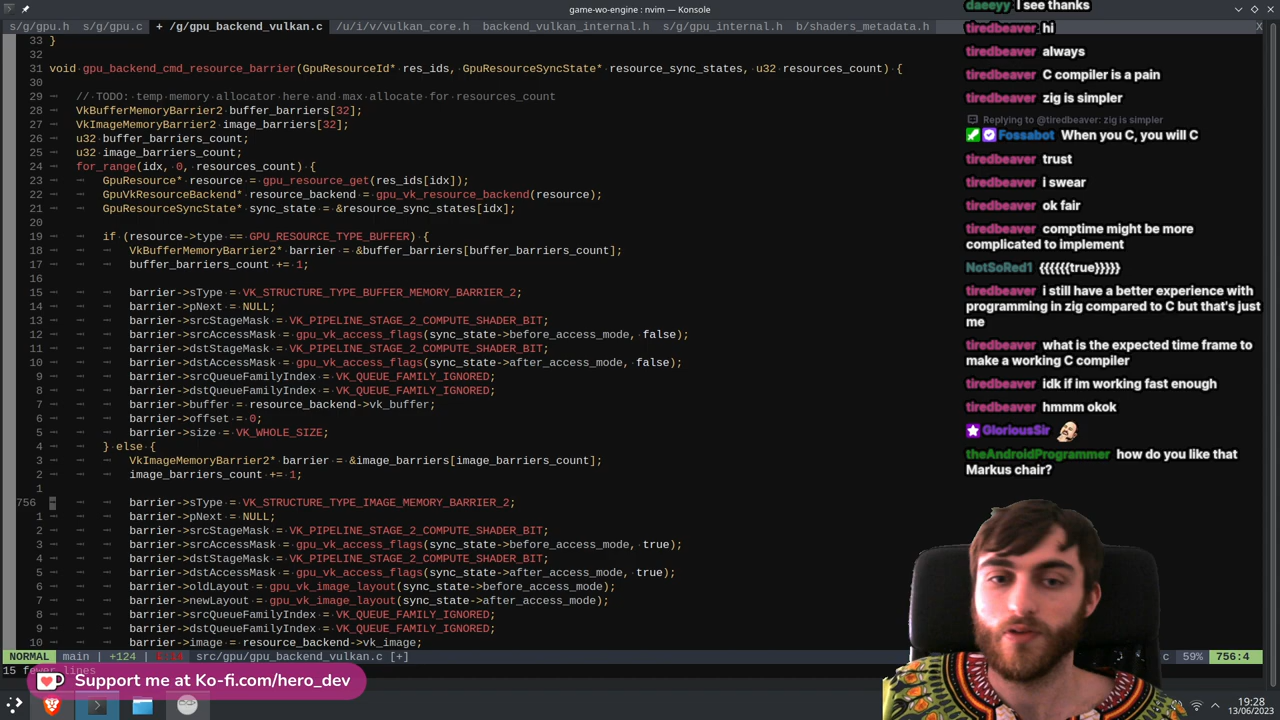 game-wo-engine : nvim — Konsole
s/g/gpu.h s/g/gpu.c + /g/gpu_backend_vulkan.c /u/i/v/vulkan_core.h backend_vulkan_internal.h s/g/gpu_internal.h b/shaders_metadata.h X
33 }
32
31 void gpu_backend_cmd_resource_barrier(GpuResourceId* res_ids, GpuResourceSyncState* resource_sync_states, u32 resources_count) {
30
29 // TODO: temp memory allocator here and max allocate for resources_count
28 VkBufferMemoryBarrier2 buffer_barriers[32];
27 VkImageMemoryBarrier2 image_barriers[32];
26 u32 buffer_barriers_count;
25 u32 image_barriers_count;
24 for_range(idx, 0, resources_count) {
23 GpuResource* resource = gpu_resource_get(res_ids[idx]);
22 GpuVkResourceBackend* resource_backend = gpu_vk_resource_backend(resource);
21 GpuResourceSyncState* sync_state = &resource_sync_states[idx];
20
19 if (resource->type == GPU_RESOURCE_TYPE_BUFFER) {
18 VkBufferMemoryBarrier2* barrier = &buffer_barriers[buffer_barriers_count];
17 buffer_barriers_count += 1;
16
15 barrier->sType = VK_STRUCTURE_TYPE_BUFFER_MEMORY_BARRIER_2;
14 barrier->pNext = NULL;
13 barrier->srcStageMask = VK_PIPELINE_STAGE_2_COMPUTE_SHADER_BIT;
12 barrier->srcAccessMask = gpu_vk_access_flags(sync_state->before_access_mode, false);
11 barrier->dstStageMask = VK_PIPELINE_STAGE_2_COMPUTE_SHADER_BIT;
10 barrier->dstAccessMask = gpu_vk_access_flags(sync_state->after_access_mode, false);
9 barrier->srcQueueFamilyIndex = VK_QUEUE_FAMILY_IGNORED;
8 barrier->dstQueueFamilyIndex = VK_QUEUE_FAMILY_IGNORED;
7 barrier->buffer = resource_backend->vk_buffer;
6 barrier->offset = 0;
5 barrier->size = VK_WHOLE_SIZE;
4 } else {
3 VkImageMemoryBarrier2* barrier = &image_barriers[image_barriers_count];
2 image_barriers_count += 1;
1
756 barrier->sType = VK_STRUCTURE_TYPE_IMAGE_MEMORY_BARRIER_2;
1 barrier->pNext = NULL;
2 barrier->srcStageMask = VK_PIPELINE_STAGE_2_COMPUTE_SHADER_BIT;
3 barrier->srcAccessMask = gpu_vk_access_flags(sync_state->before_access_mode, true);
4 barrier->dstStageMask = VK_PIPELINE_STAGE_2_COMPUTE_SHADER_BIT;
5 barrier->dstAccessMask = gpu_vk_access_flags(sync_state->after_access_mode, true);
6 barrier->oldLayout = gpu_vk_image_layout(sync_state->before_access_mode);
7 barrier->newLayout = gpu_vk_image_layout(sync_state->after_access_mode);
8 barrier->srcQueueFamilyIndex = VK_QUEUE_FAMILY_IGNORED;
9 barrier->dstQueueFamilyIndex = VK_QUEUE_FAMILY_IGNORED;
10 barrier->image = resource_backend->vk_image;
NORMAL main | +124 | src/gpu/gpu_backend_vulkan.c [+] c 59% 756:4
15 fewer lines
Support me at Ko-fi.com/hero_dev
19:28
13/06/2023
daeeyy I see thanks
tiredbeaver hi
tiredbeaver always
tiredbeaver C compiler is a pain
tiredbeaver zig is simpler
Replying to @tiredbeaver: zig is simpler
Fossabot When you C, you will C
tiredbeaver trust
tiredbeaver i swear
tiredbeaver ok fair
tiredbeaver comptime might be more
complicated to implement
NotSoRed1 {{{{{{true}}}}}
tiredbeaver i still have a better experience with
programming in zig compared to C but that's just
me
tiredbeaver what is the expected time frame to
make a working C compiler
tiredbeaver idk if im working fast enough
tiredbeaver hmmm okok
GloriousSir
theAndroidProgrammer how do you like that
Markus chair?